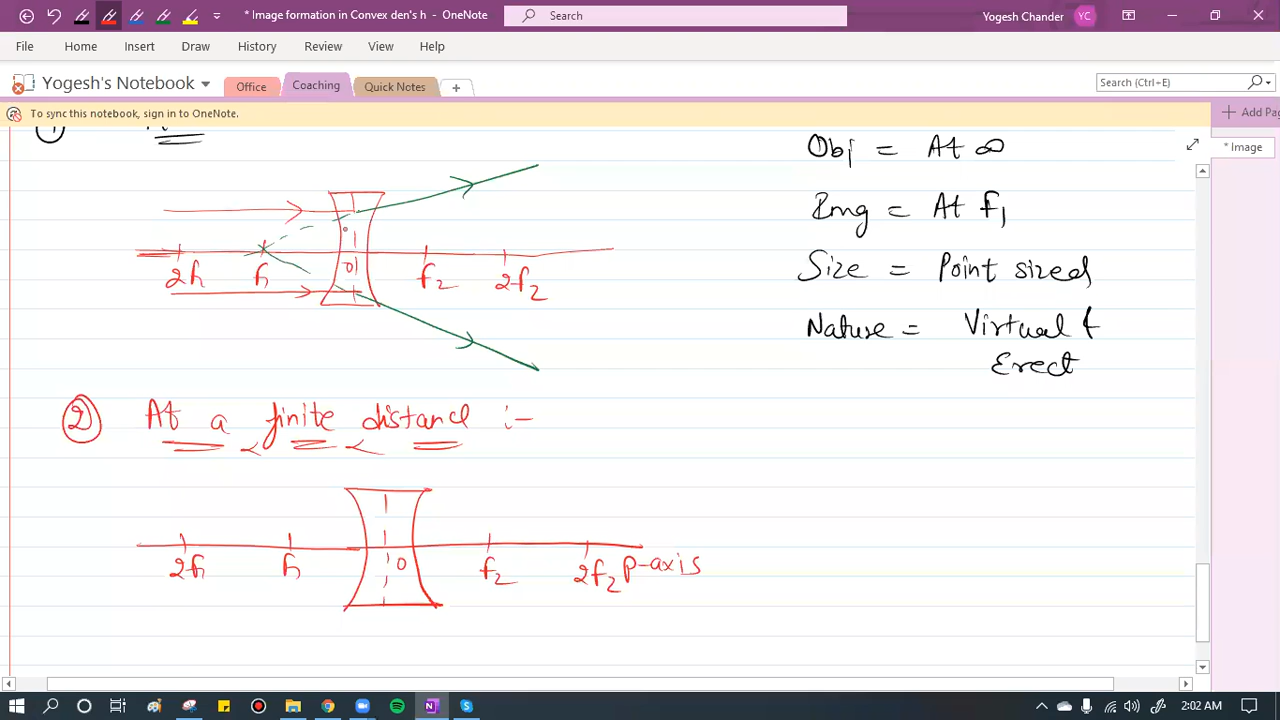 * Image formation in Convex den's h - OneNote
Search
Yogesh Chander
YC
File Home Insert Draw History Review View Help
Yogesh's Notebook
Office
Coaching
Quick Notes
Search (Ctrl+E)
To sync this notebook, sign in to OneNote.
Add Pag
* Image
Obj = At ∞
Img = At f1
Size = Point sized
Nature = Virtual &
Erect
2f1 f1 O f2 2f2
2 At a finite distance :-
2f1 f1 O f2 2f2 P-axis
2:02 AM